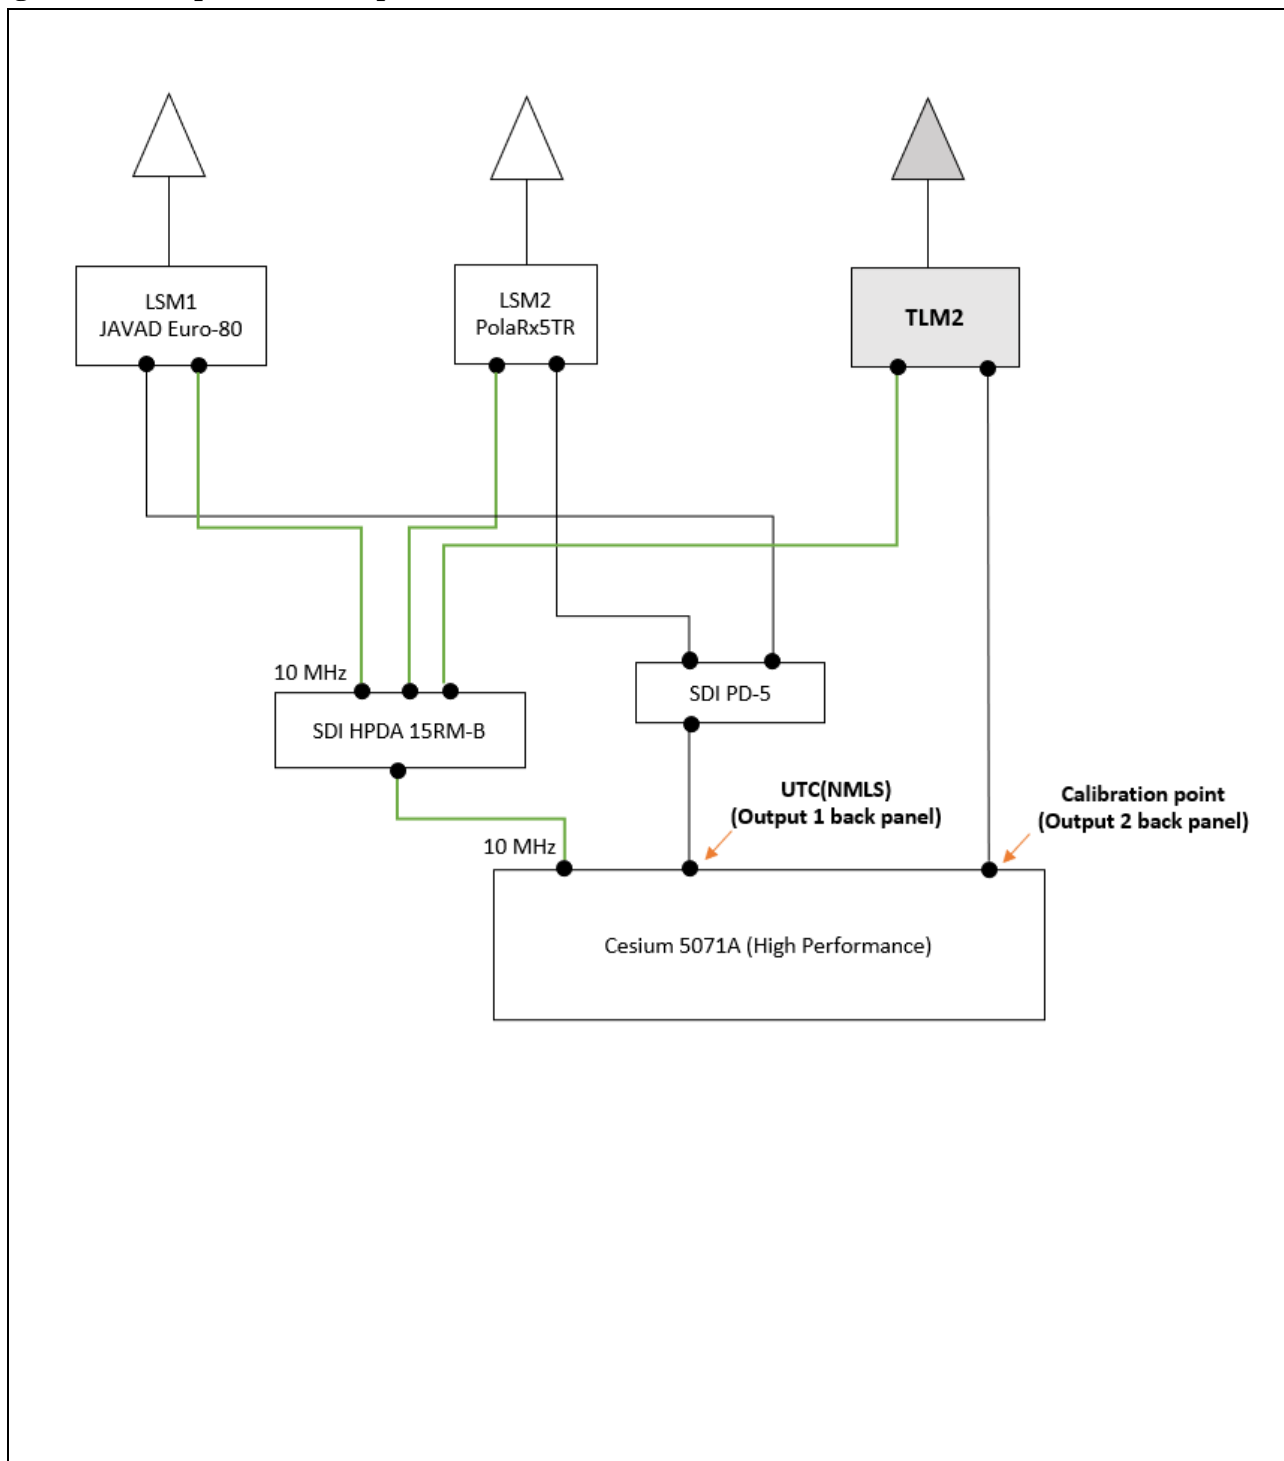 LSM1
JAVAD Euro-80
LSM2
PolaRx5TR
TLM2
10 MHz
SDI HPDA 15RM-B
SDI PD-5
UTC(NMLS)
(Output 1 back panel)
Calibration point
(Output 2 back panel)
10 MHz
Cesium 5071A (High Performance)